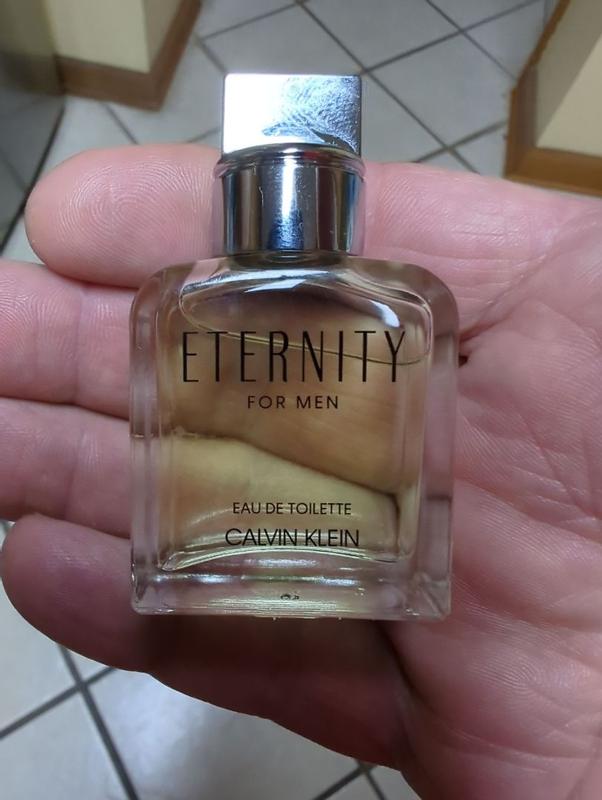 ETERNITY
FOR MEN
EAU DE TOILETTE
CALVIN KLEIN